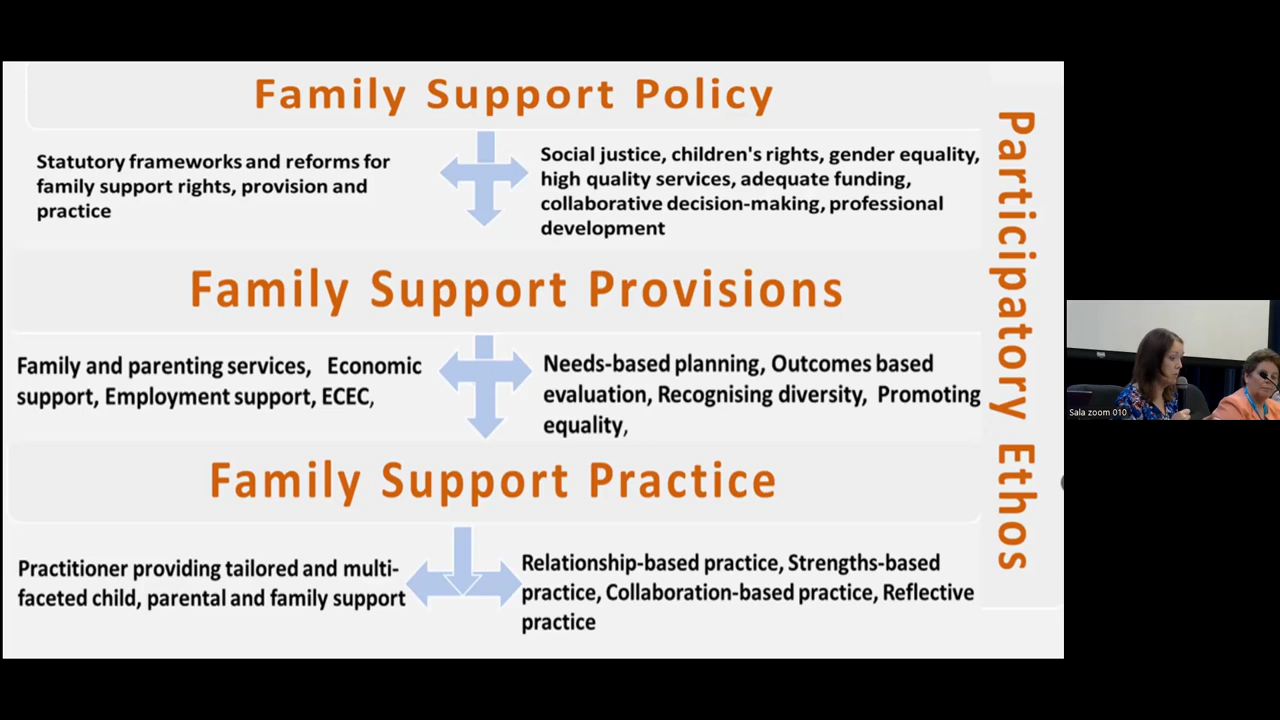 Family Support Policy
Statutory frameworks and reforms for
family support rights, provision and
practice
Social justice, children's rights, gender equality,
high quality services, adequate funding,
collaborative decision-making, professional
development
Family Support Provisions
Family and parenting services, Economic
support, Employment support, ECEC,
Needs-based planning, Outcomes based
evaluation, Recognising diversity, Promoting
equality,
Family Support Practice
Practitioner providing tailored and multi-
faceted child, parental and family support
Relationship-based practice, Strengths-based
practice, Collaboration-based practice, Reflective
practice
Participatory Ethos
Sala zoom 010